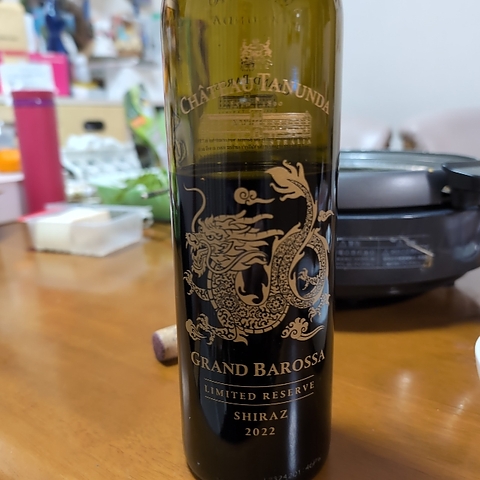 CHATEAU TANUNDA
GRAND BAROSSA
LIMITED RESERVE
SHIRAZ
2022